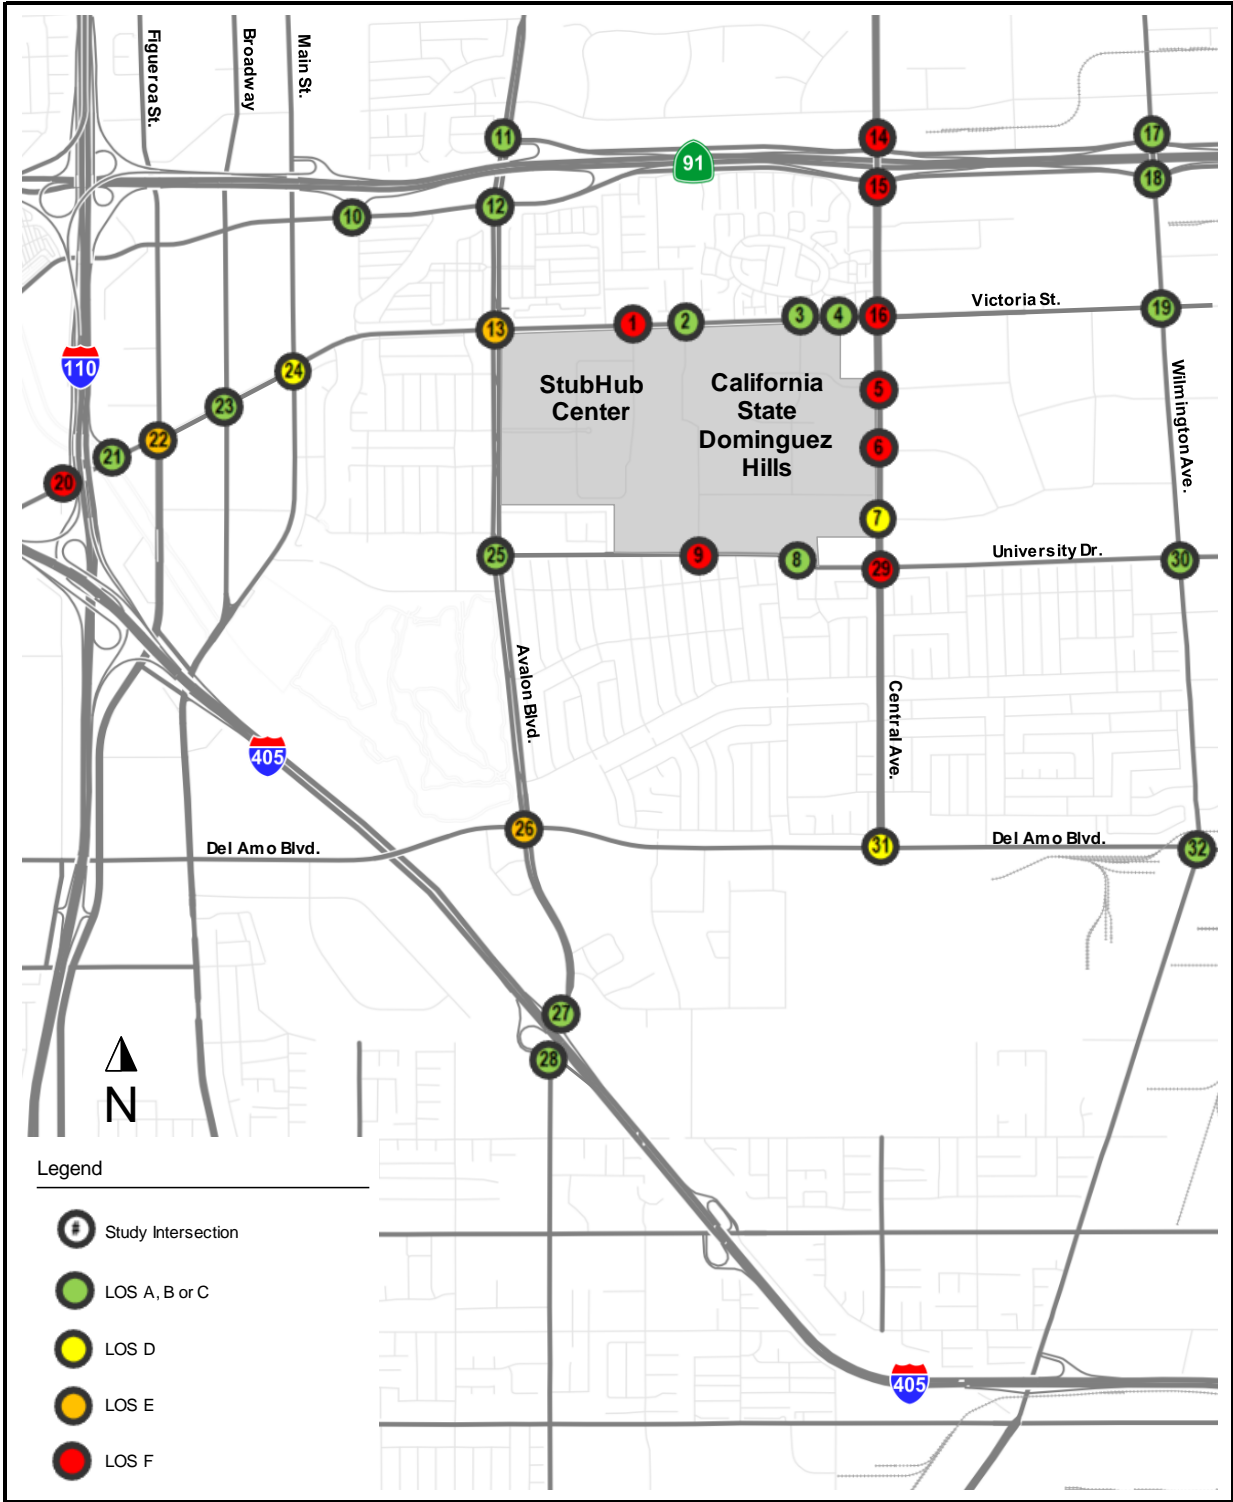 Figueroa St.
Broadway
Main St.
11
91
14
17
15
18
10
12
Victoria St.
13
1
2
3
4
16
19
110
24
StubHub
Center
California
State
Dominguez
Hills
5
Wilmington Ave.
23
22
21
6
20
7
25
9
8
29
University Dr.
30
Avalon Blvd.
Central Ave.
405
26
Del Amo Blvd.
31
Del Amo Blvd.
32
27
28
N
Legend
# Study Intersection
LOS A, B or C
LOS D
LOS E
LOS F
405